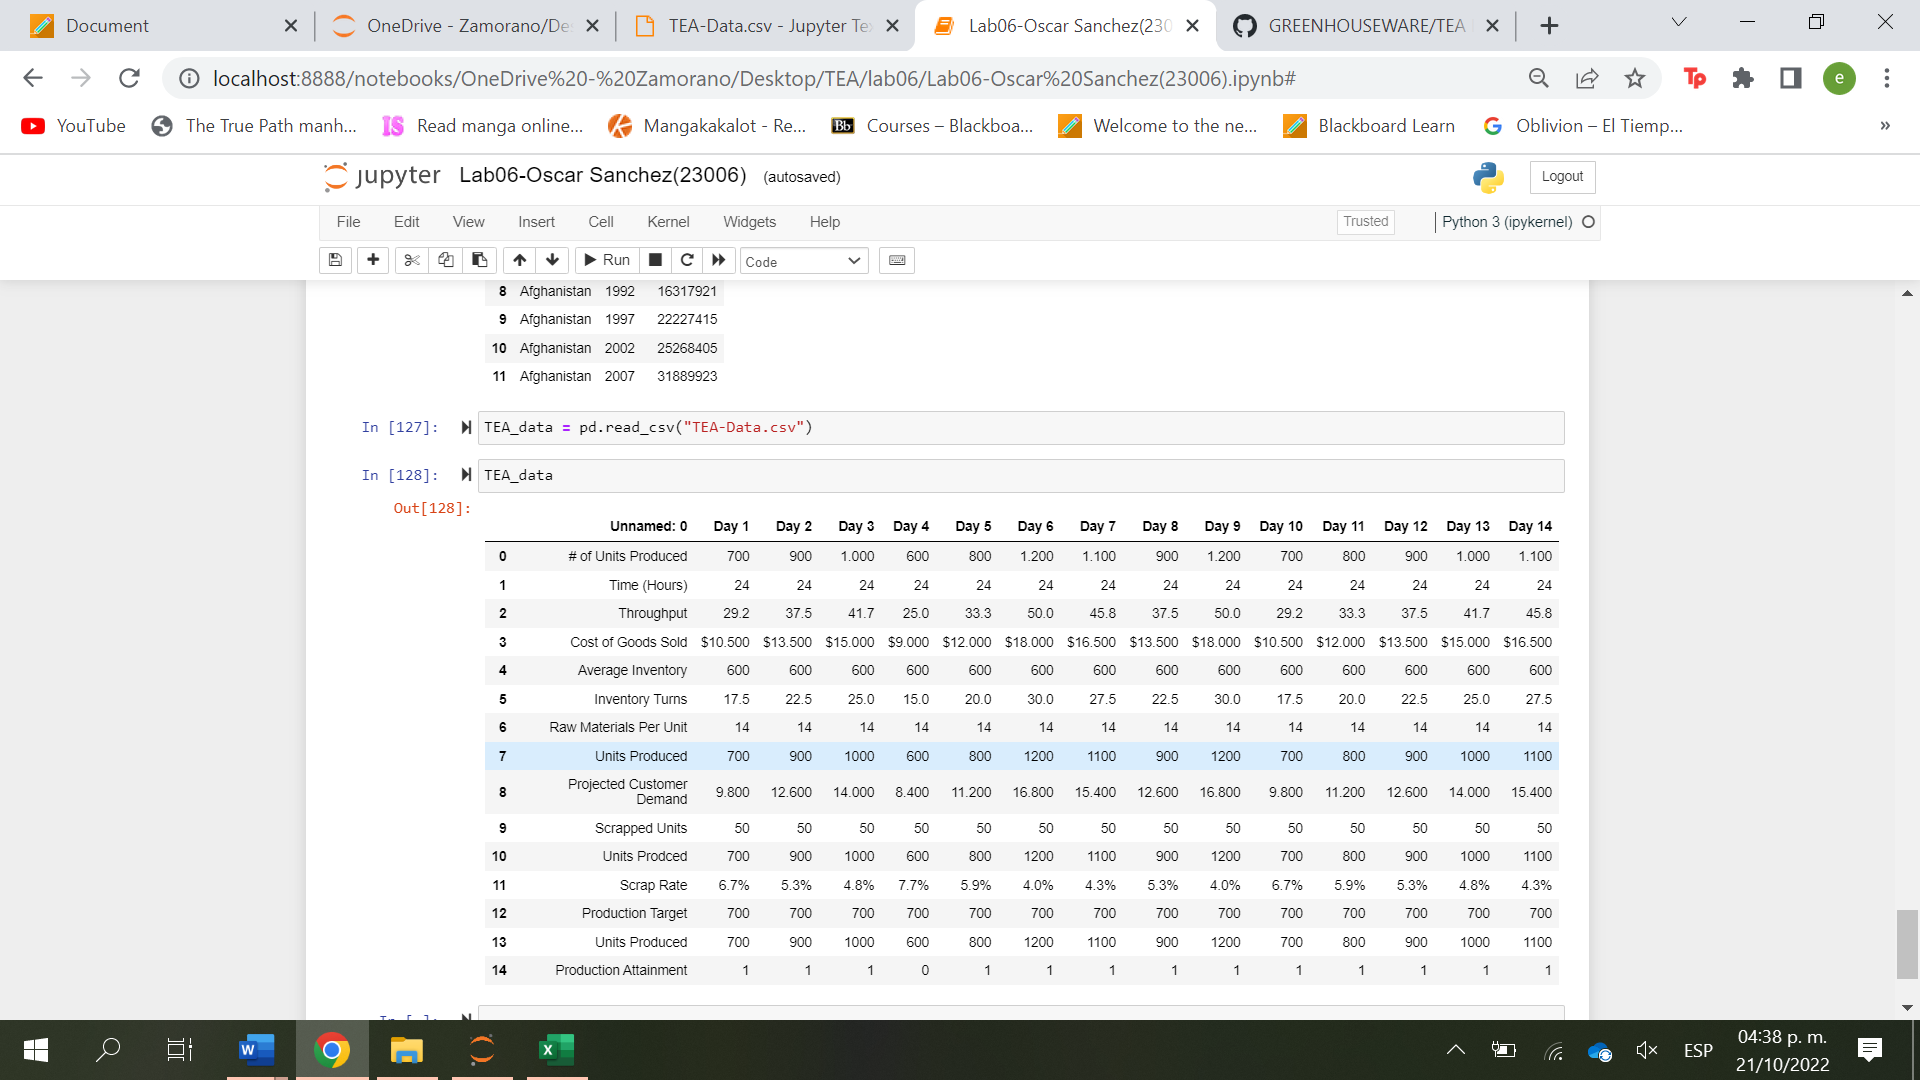 Document
OneDrive - Zamorano/De
TEA-Data.csv - Jupyter Te
Lab06-Oscar Sanchez(230
GREENHOUSEWARE/TEA
localhost:8888/notebooks/OneDrive%20-%20Zamorano/Desktop/TEA/lab06/Lab06-Oscar%20Sanchez(23006).ipynb#
Tp
e
YouTube
The True Path manh...
IS Read manga online...
Mangakakalot - Re...
Bb Courses – Blackboa...
Welcome to the ne...
Blackboard Learn
G Oblivion – El Tiemp...
»
jupyter Lab06-Oscar Sanchez(23006) (autosaved)
Logout
File Edit View Insert Cell Kernel Widgets Help
Trusted
Python 3 (ipykernel)
Run
Code
8 Afghanistan 1992 16317921
9 Afghanistan 1997 22227415
10 Afghanistan 2002 25268405
11 Afghanistan 2007 31889923
In [127]: TEA_data = pd.read_csv("TEA-Data.csv")
In [128]: TEA_data
Out[128]:
Unnamed: 0 Day 1 Day 2 Day 3 Day 4 Day 5 Day 6 Day 7 Day 8 Day 9 Day 10 Day 11 Day 12 Day 13 Day 14
0 # of Units Produced 700 900 1.000 600 800 1.200 1.100 900 1.200 700 800 900 1.000 1.100
1 Time (Hours) 24 24 24 24 24 24 24 24 24 24 24 24 24 24
2 Throughput 29.2 37.5 41.7 25.0 33.3 50.0 45.8 37.5 50.0 29.2 33.3 37.5 41.7 45.8
3 Cost of Goods Sold $10.500 $13.500 $15.000 $9.000 $12.000 $18.000 $16.500 $13.500 $18.000 $10.500 $12.000 $13.500 $15.000 $16.500
4 Average Inventory 600 600 600 600 600 600 600 600 600 600 600 600 600 600
5 Inventory Turns 17.5 22.5 25.0 15.0 20.0 30.0 27.5 22.5 30.0 17.5 20.0 22.5 25.0 27.5
6 Raw Materials Per Unit 14 14 14 14 14 14 14 14 14 14 14 14 14 14
7 Units Produced 700 900 1000 600 800 1200 1100 900 1200 700 800 900 1000 1100
8 Projected Customer
Demand 9.800 12.600 14.000 8.400 11.200 16.800 15.400 12.600 16.800 9.800 11.200 12.600 14.000 15.400
9 Scrapped Units 50 50 50 50 50 50 50 50 50 50 50 50 50 50
10 Units Prodced 700 900 1000 600 800 1200 1100 900 1200 700 800 900 1000 1100
11 Scrap Rate 6.7% 5.3% 4.8% 7.7% 5.9% 4.0% 4.3% 5.3% 4.0% 6.7% 5.9% 5.3% 4.8% 4.3%
12 Production Target 700 700 700 700 700 700 700 700 700 700 700 700 700 700
13 Units Produced 700 900 1000 600 800 1200 1100 900 1200 700 800 900 1000 1100
14 Production Attainment 1 1 1 0 1 1 1 1 1 1 1 1 1 1
In [ ]:
W
X
ESP
04:38 p. m.
21/10/2022